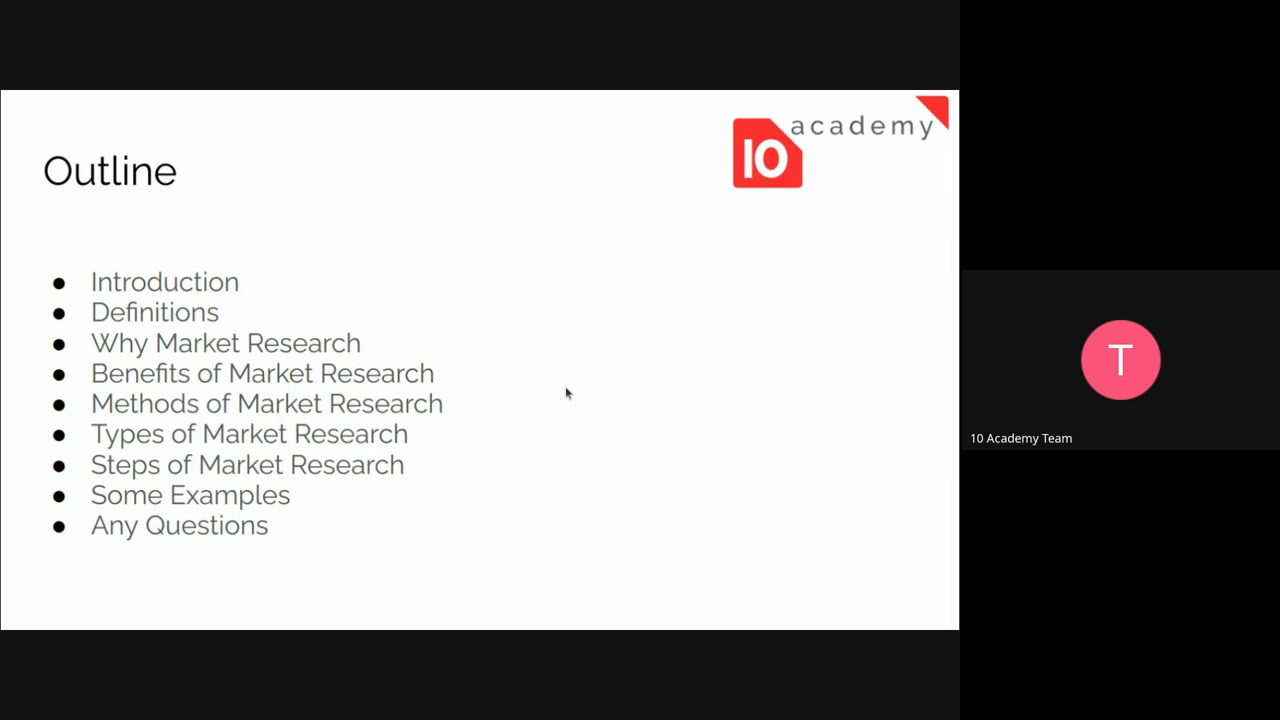 10 academy
Outline
● Introduction
● Definitions
● Why Market Research
● Benefits of Market Research
● Methods of Market Research
● Types of Market Research
● Steps of Market Research
● Some Examples
● Any Questions
T
10 Academy Team